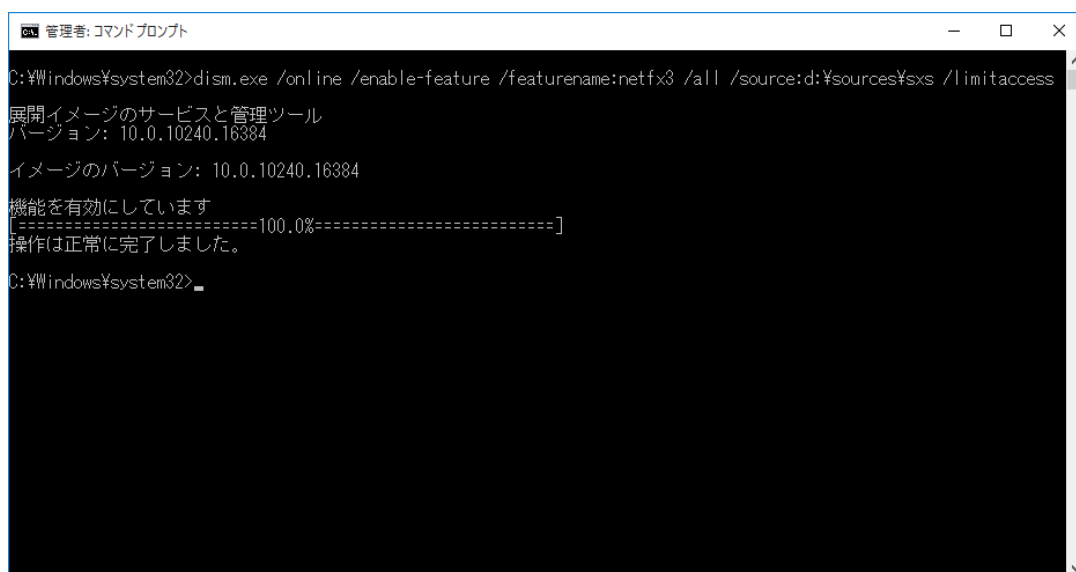 管理者: コマンド プロンプト
C:¥Windows¥system32>dism.exe /online /enable-feature /featurename:netfx3 /all /source:d:¥sources¥sxs /limitaccess
展開イメージのサービスと管理ツール
バージョン: 10.0.10240.16384
イメージのバージョン: 10.0.10240.16384
機能を有効にしています
[==========================100.0%==========================]
操作は正常に完了しました。
C:¥Windows¥system32>